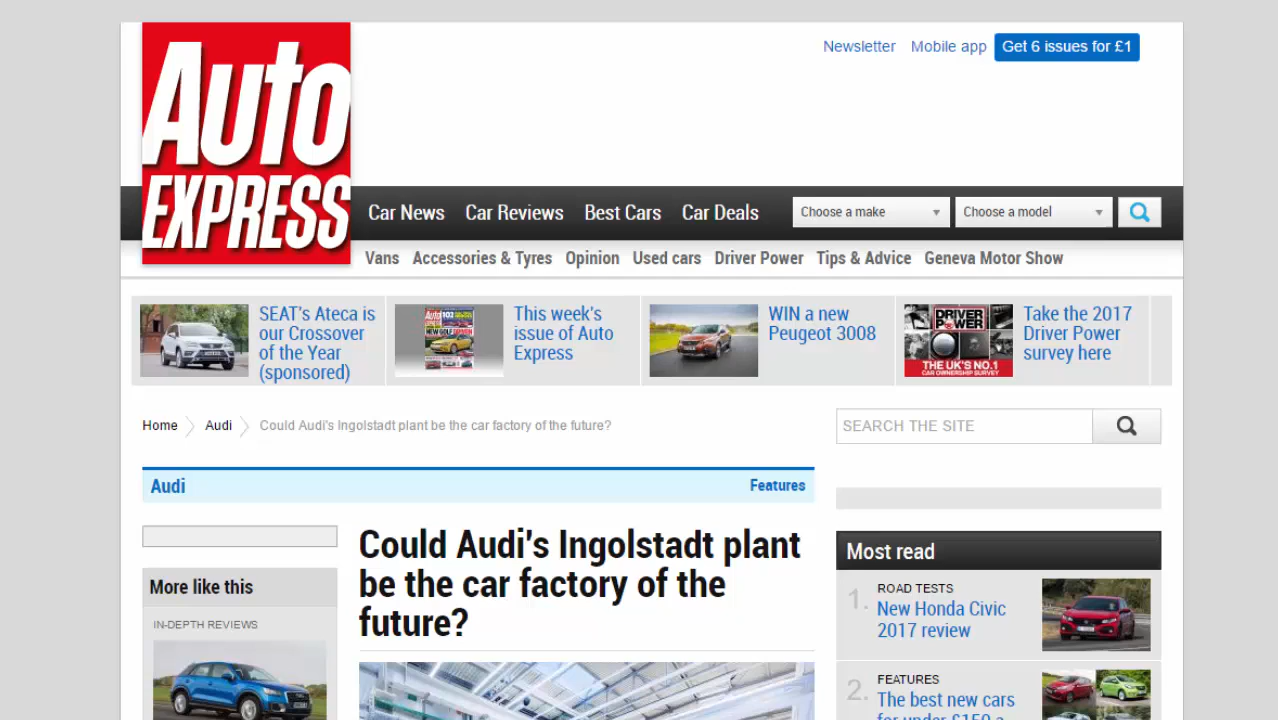 Newsletter Mobile app Get 6 issues for £1
Auto
EXPRESS
Car News Car Reviews Best Cars Car Deals Choose a make Choose a model
Vans Accessories & Tyres Opinion Used cars Driver Power Tips & Advice Geneva Motor Show
SEAT's Ateca is
our Crossover
of the Year
(sponsored)
This week's
issue of Auto
Express
WIN a new
Peugeot 3008
DRIVER
POWER
THE UK'S NO.1
CAR OWNERSHIP SURVEY
Take the 2017
Driver Power
survey here
Home Audi Could Audi's Ingolstadt plant be the car factory of the future?
SEARCH THE SITE
Audi Features
Could Audi's Ingolstadt plant
be the car factory of the
future?
More like this
IN-DEPTH REVIEWS
Most read
1. ROAD TESTS
New Honda Civic
2017 review
2. FEATURES
The best new cars
for under £150 a